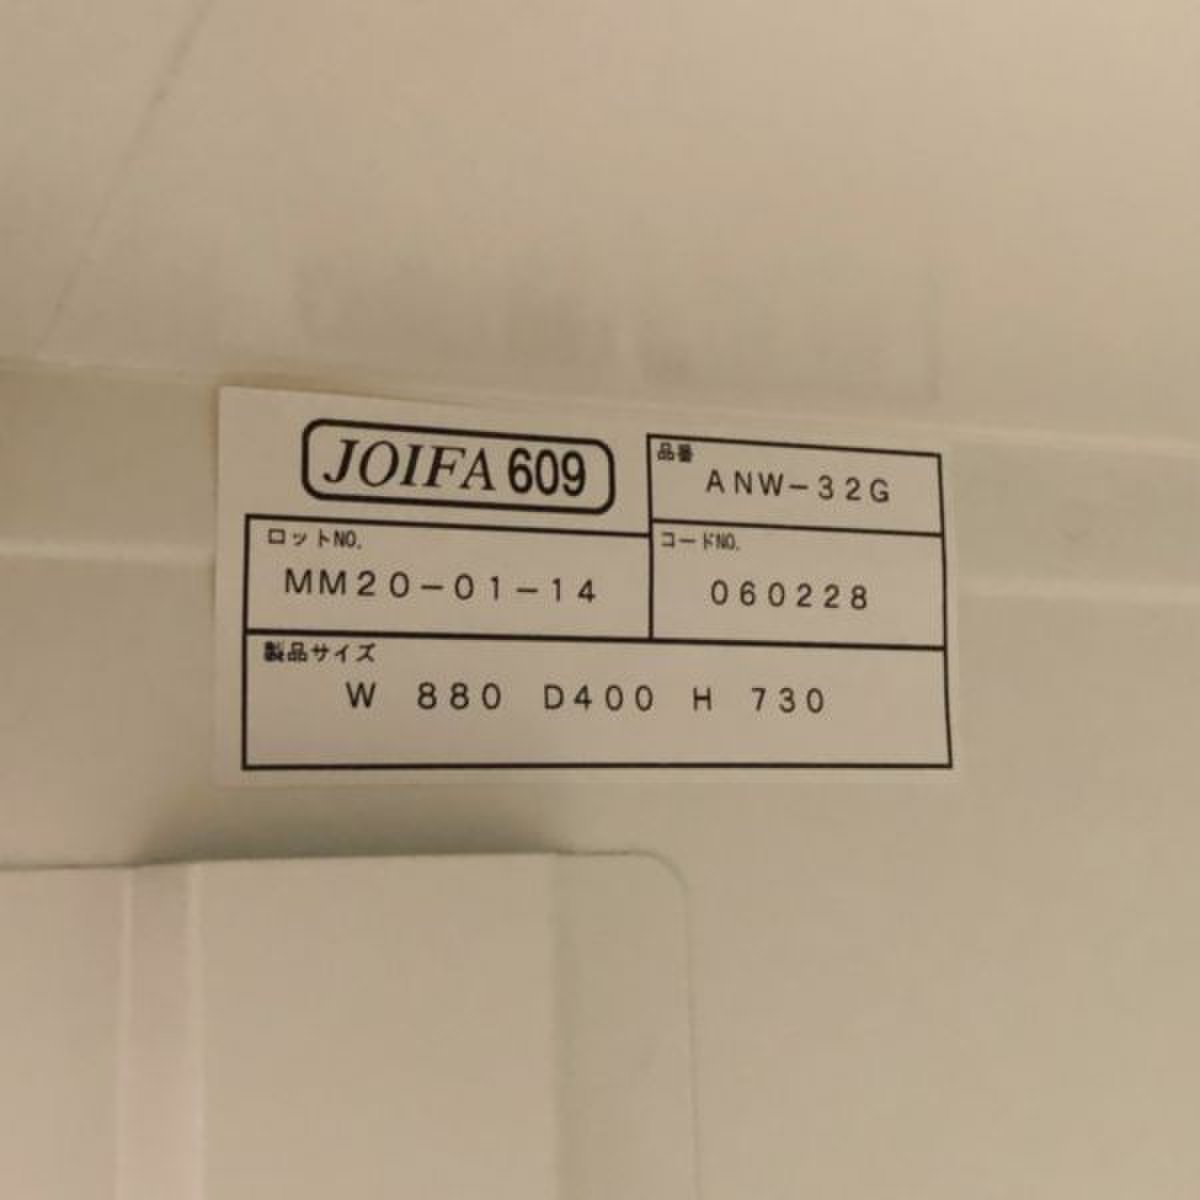 JOIFA 609
品番
ANW-32G
ロットNO.
MM20-01-14
コードNO.
060228
製品サイズ
W 880 D400 H 730